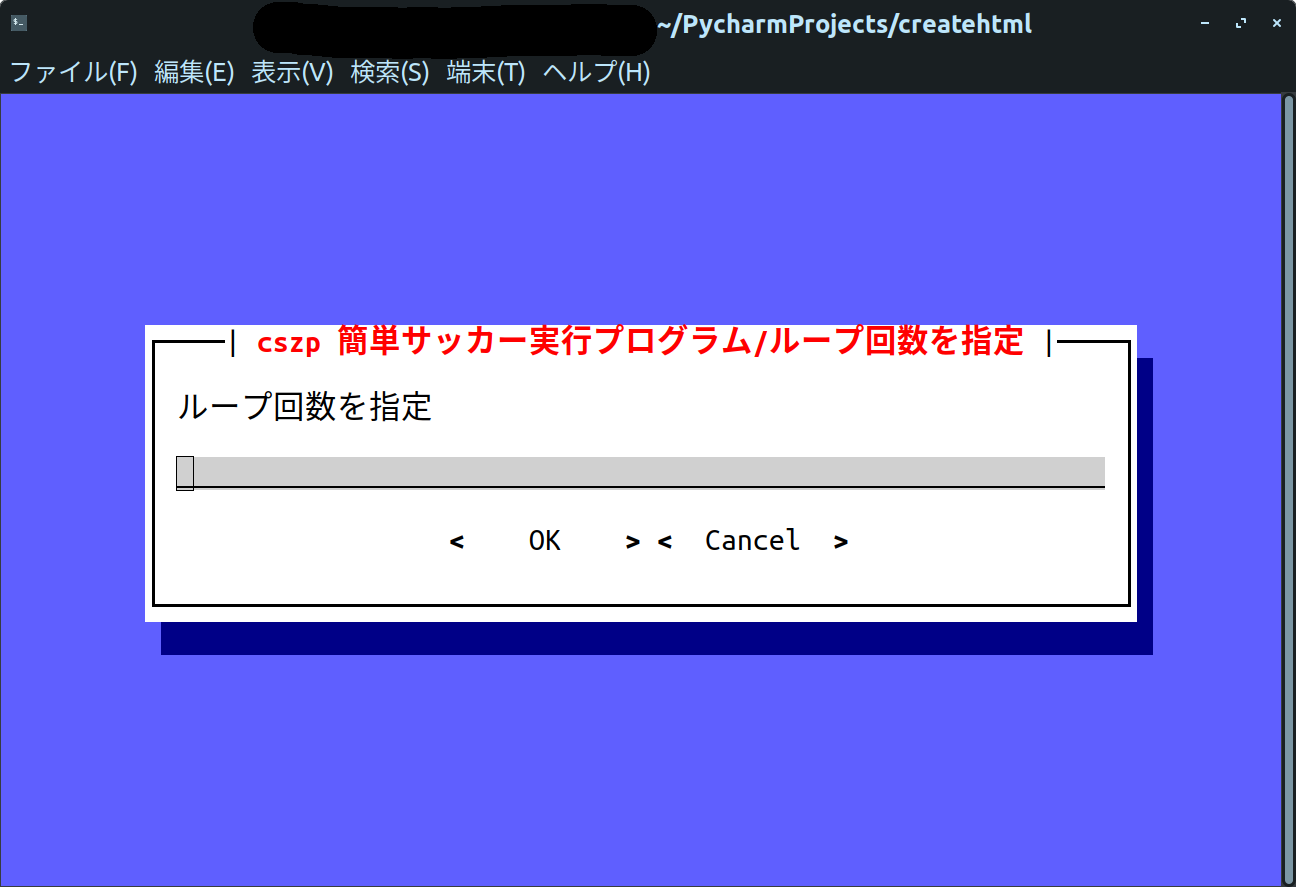 ~/PycharmProjects/createhtml
ファイル(F) 編集(E) 表示(V) 検索(S) 端末(T) ヘルプ(H)
| cszp 簡単サッカー実行プログラム/ループ回数を指定 |
ループ回数を指定
< OK > < Cancel >